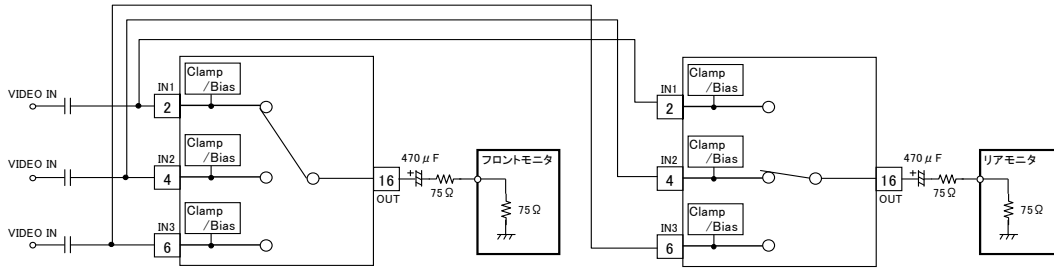 VIDEO IN
VIDEO IN
VIDEO IN
IN1
2
Clamp
/Bias
IN2
4
Clamp
/Bias
IN3
6
Clamp
/Bias
16
OUT
470μF
+
75Ω
フロントモニタ
75Ω
IN1
2
Clamp
/Bias
IN2
4
Clamp
/Bias
IN3
6
Clamp
/Bias
16
OUT
470μF
+
75Ω
リアモニタ
75Ω